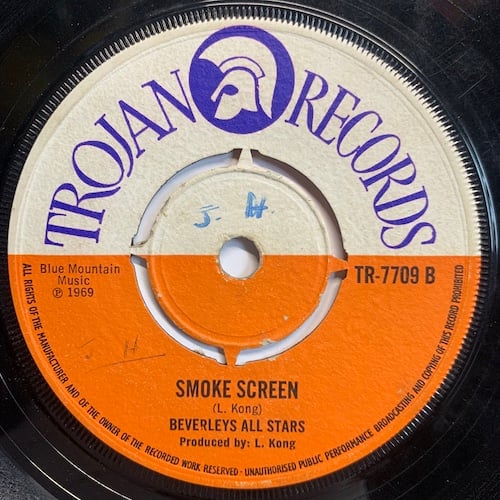 TROJAN RECORDS
J. H.
Blue Mountain
Music
℗ 1969
TR-7709 B
J H
SMOKE SCREEN
(L. Kong)
BEVERLEYS ALL STARS
Produced by: L. Kong
ALL RIGHTS OF THE MANUFACTURER AND OF THE OWNER OF THE RECORDED WORK RESERVED - UNAUTHORISED PUBLIC PERFORMANCE BROADCASTING AND COPYING OF THIS RECORD PROHIBITED